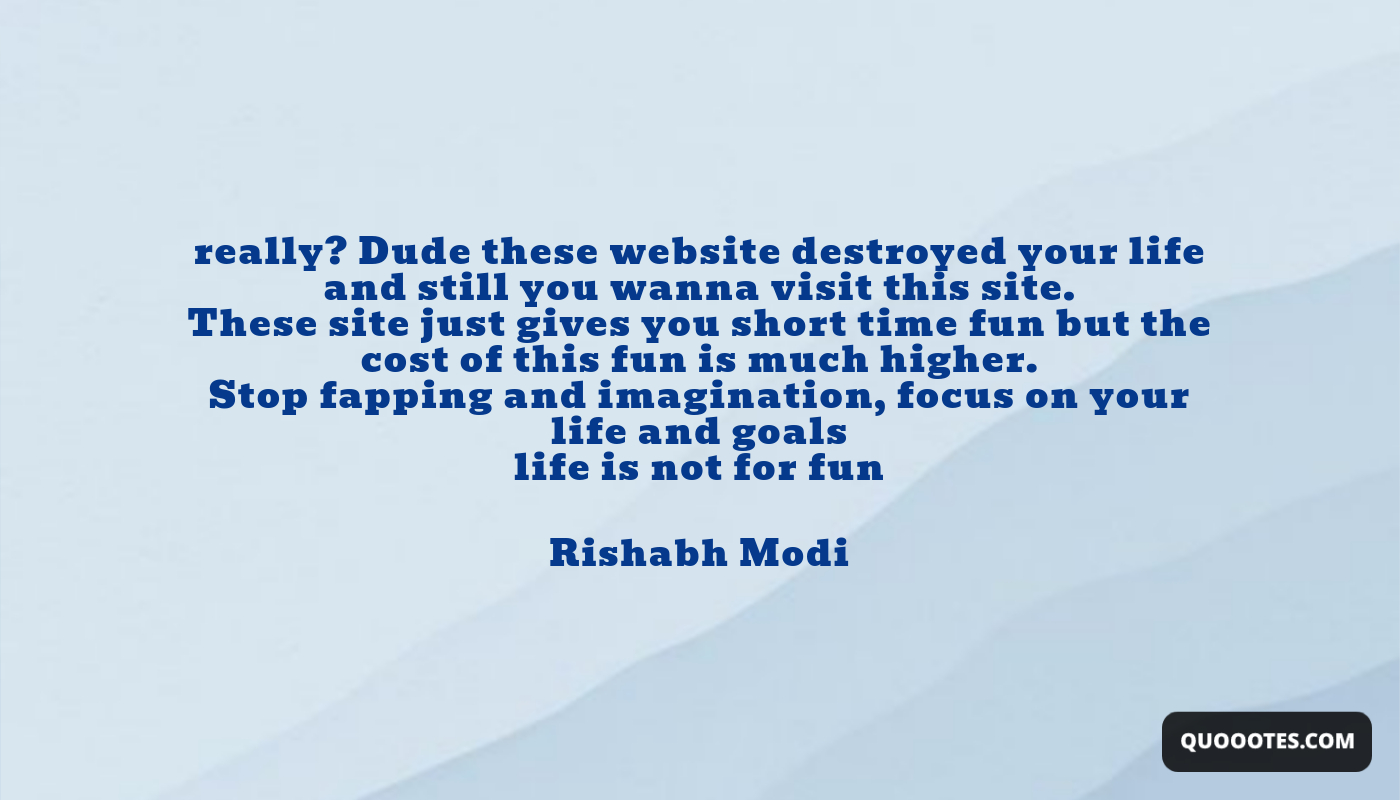 really? Dude these website destroyed your life
and still you wanna visit this site.
These site just gives you short time fun but the
cost of this fun is much higher.
Stop fapping and imagination, focus on your
life and goals
life is not for fun
Rishabh Modi
QUOOOTES.COM